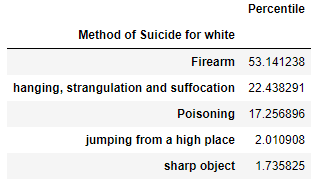 Percentile
Method of Suicide for white
Firearm 53.141238
hanging, strangulation and suffocation 22.438291
Poisoning 17.256896
jumping from a high place 2.010908
sharp object 1.735825